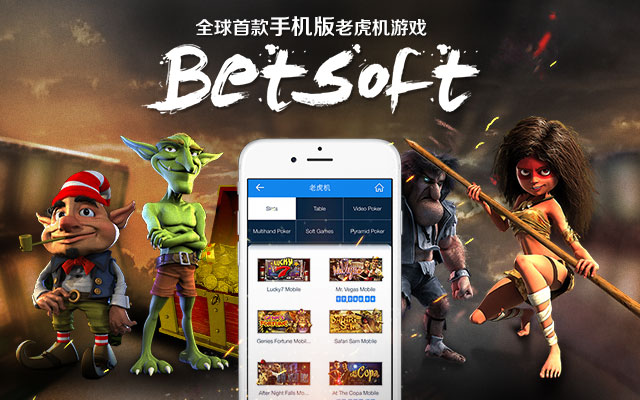 全球首款手机版老虎机游戏
Betsoft
老虎机
Slots
Table
Video Poker
Multihand Poker
Soft Games
Pyramid Poker
Lucky7 Mobile
Mr. Vegas Mobile
Genies Fortune Mobil...
Safari Sam Mobile
After Night Falls Mo...
At The Copa Mobile